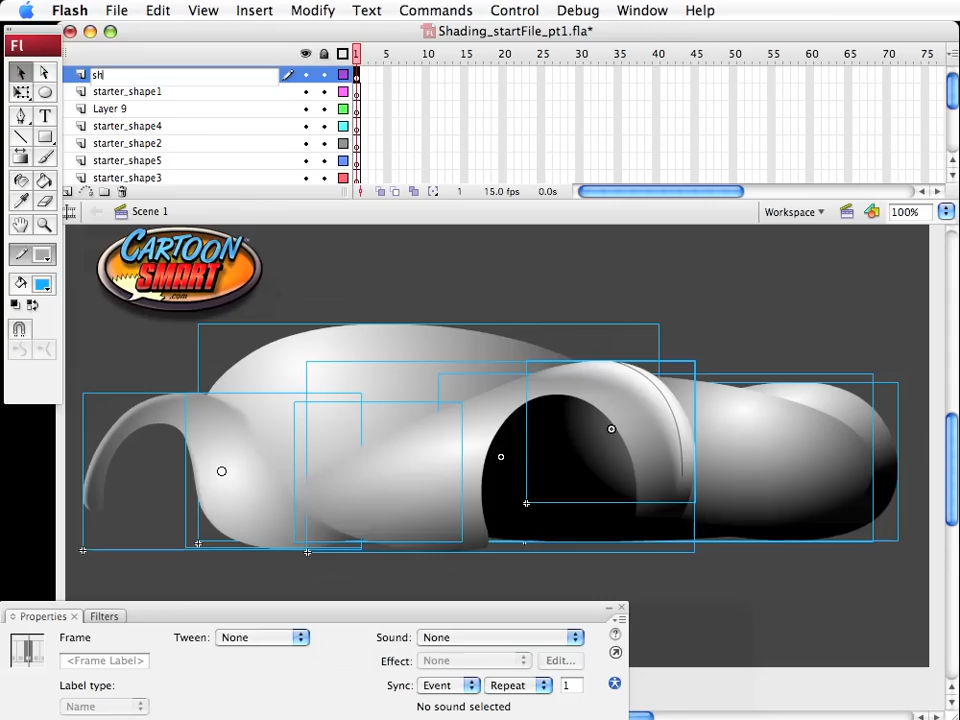 Flash File Edit View Insert Modify Text Commands Control Debug Window Help
Shading_startFile_pt1.fla*
Fl
1 5 10 15 20 25 30 35 40 45 50 55 60 65 70 75
sh
starter_shape1
Layer 9
starter_shape4
starter_shape2
starter_shape5
starter_shape3
1 15.0 fps 0.0s
Scene 1
Workspace
100%
CARTOON
SMART
.com
Properties Filters
Frame
Tween: None
Sound: None
<Frame Label>
Effect: None Edit...
Label type:
Sync: Event Repeat 1
Name
No sound selected